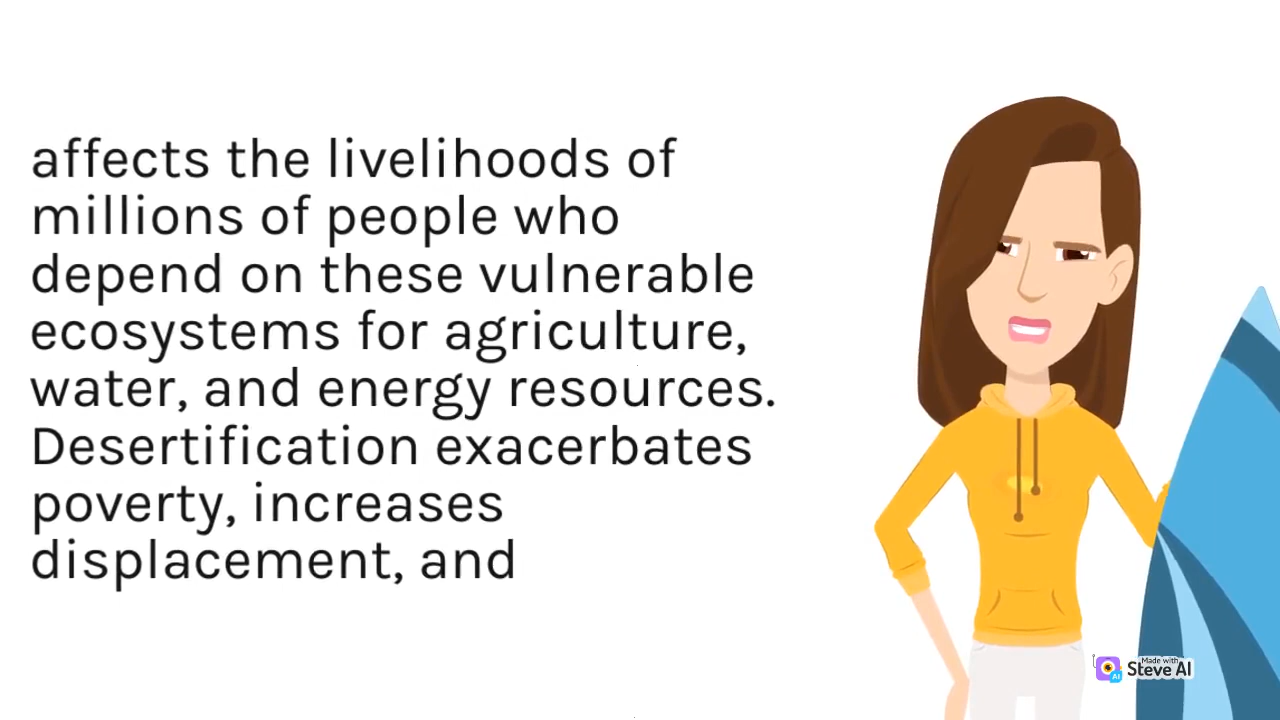 affects the livelihoods of
millions of people who
depend on these vulnerable
ecosystems for agriculture,
water, and energy resources.
Desertification exacerbates
poverty, increases
displacement, and
Made with
Steve AI
AI